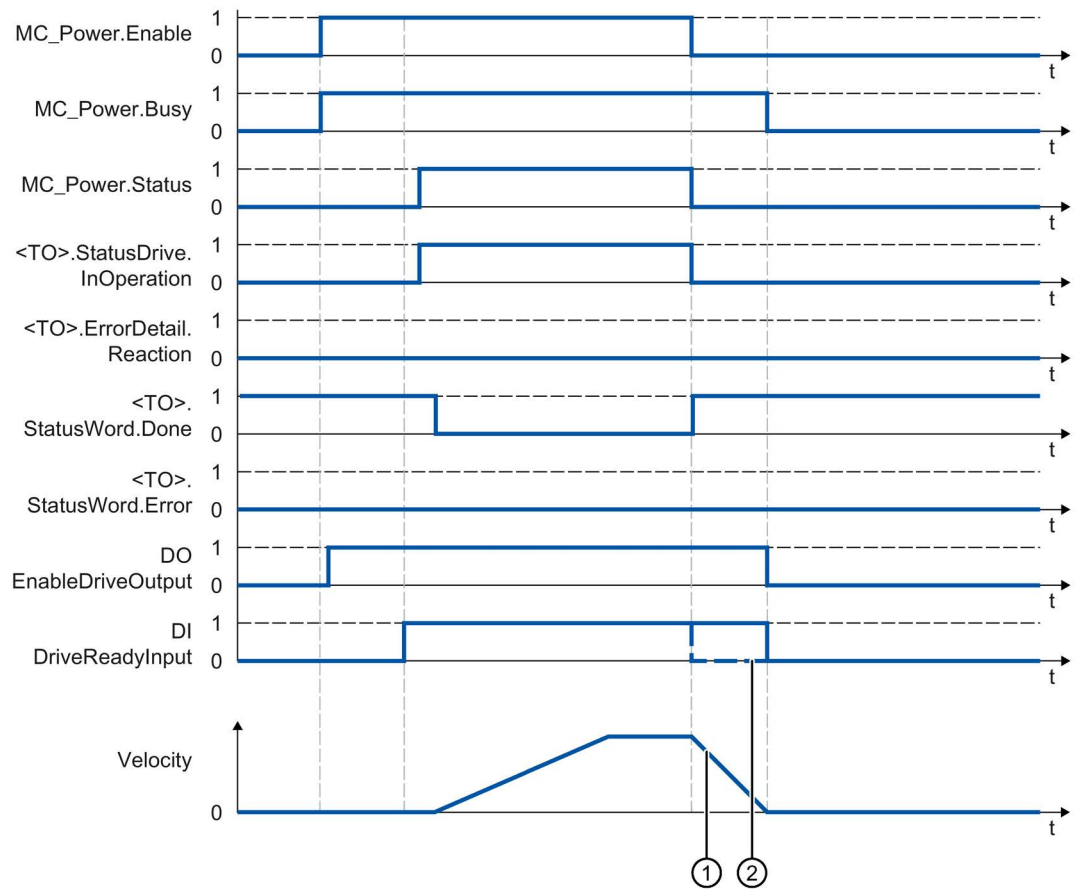 MC_Power.Enable 1
0
t
MC_Power.Busy 1
0
t
MC_Power.Status 1
0
t
<TO>.StatusDrive. 1
InOperation 0
t
<TO>.ErrorDetail. 1
Reaction 0
t
<TO>. 1
StatusWord.Done 0
t
<TO>. 1
StatusWord.Error 0
t
DO 1
EnableDriveOutput 0
t
DI 1
DriveReadyInput 0
t
Velocity
0
t
1 2